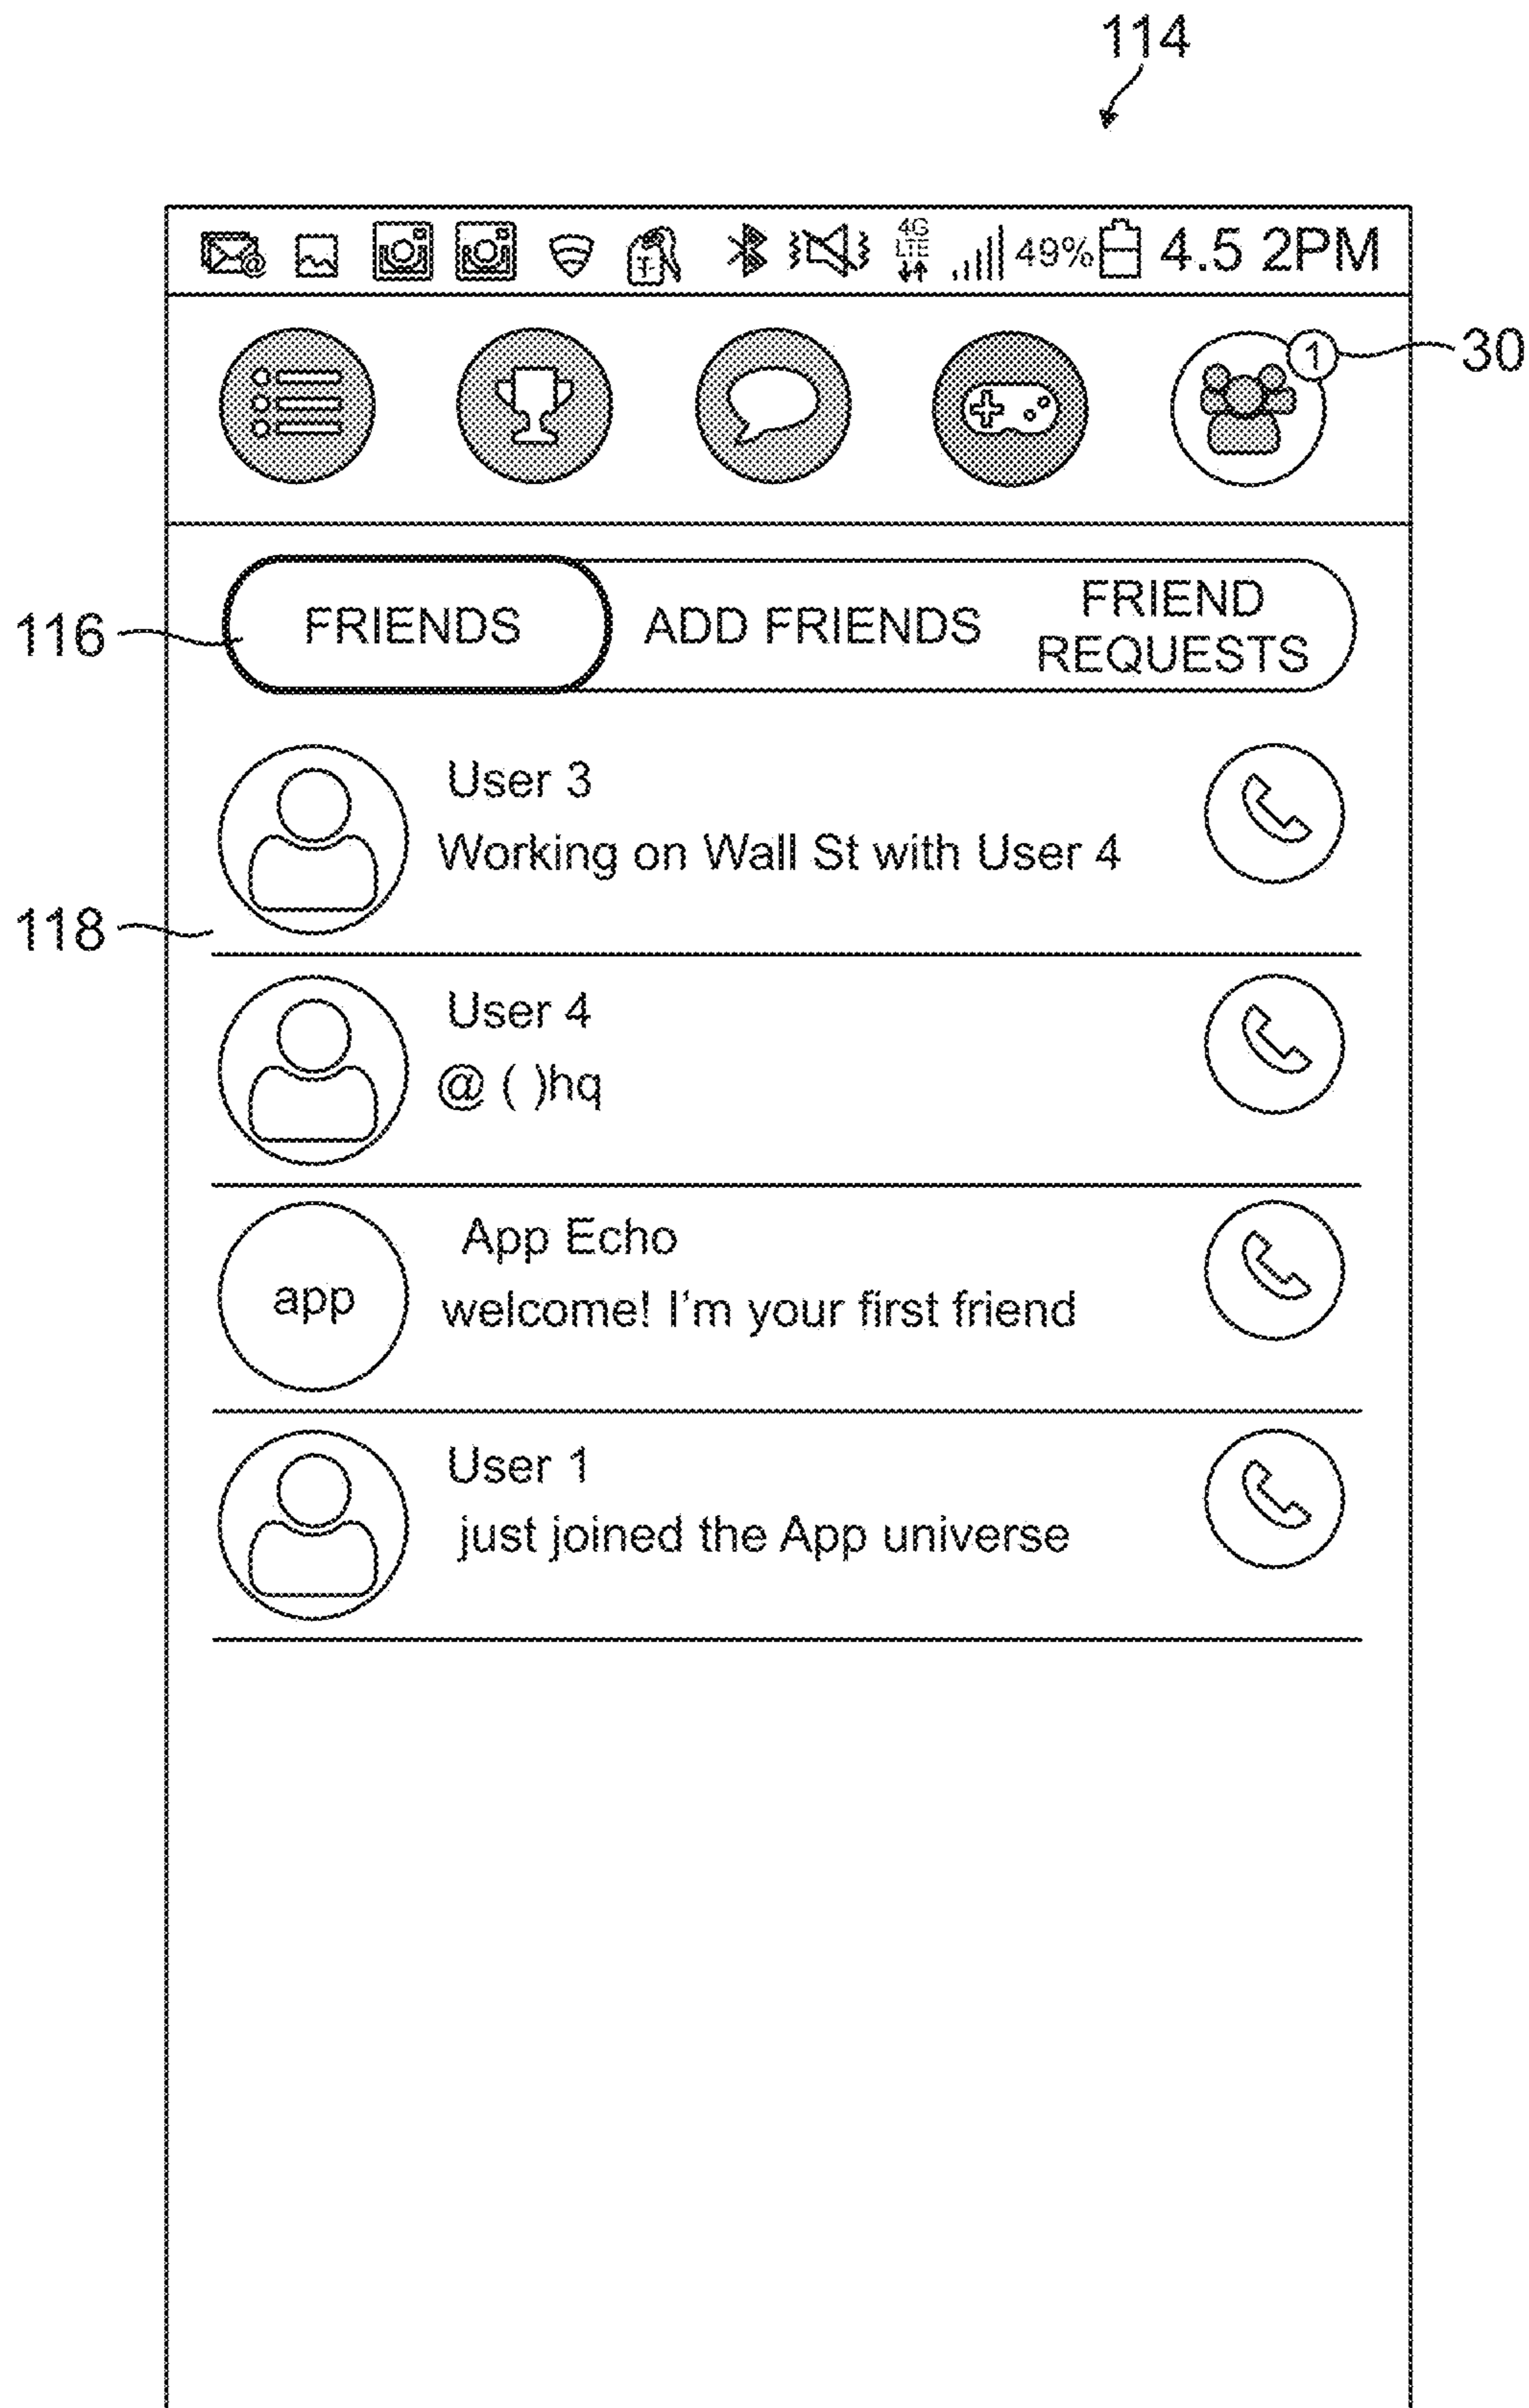 114
4G
LTE
49% 4.5 2PM
1
30
116
FRIENDS
ADD FRIENDS
FRIEND
REQUESTS
User 3
Working on Wall St with User 4
118
User 4
@ ( )hq
app
App Echo
welcome! I'm your first friend
User 1
just joined the App universe